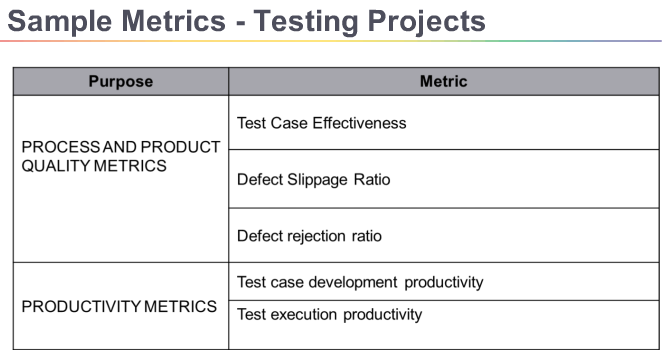 Sample Metrics - Testing Projects
Purpose
Metric
PROCESS AND PRODUCT
QUALITY METRICS
Test Case Effectiveness
Defect Slippage Ratio
Defect rejection ratio
PRODUCTIVITY METRICS
Test case development productivity
Test execution productivity